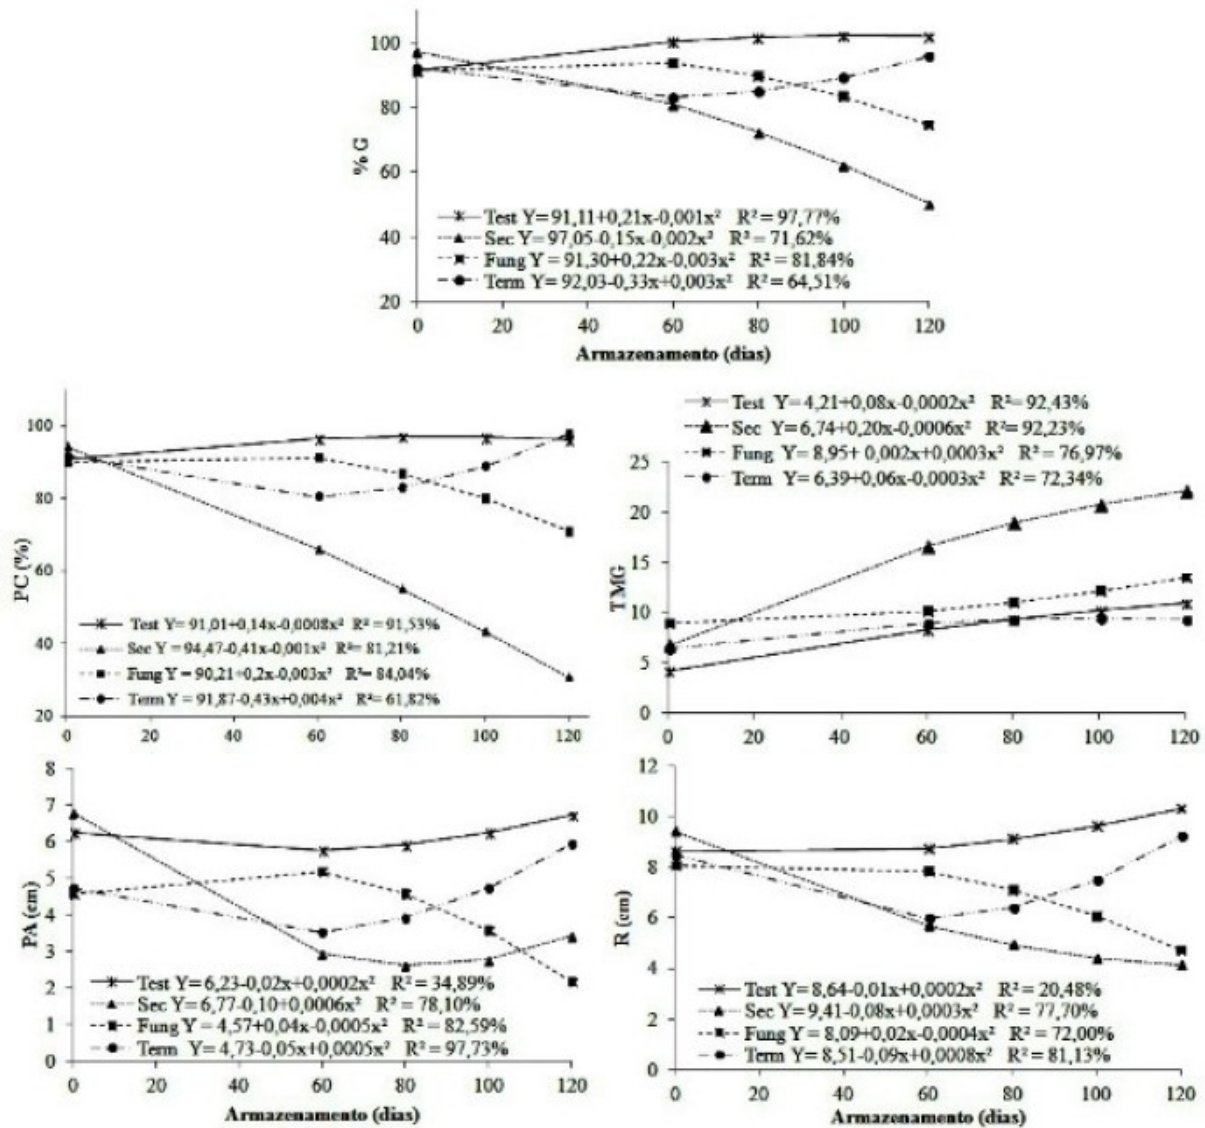 100
80
60
40
20
% G
Test Y= 91,11+0,21x-0,001x² R² = 97,77%
Sec Y= 97,05-0,15x-0,002x² R² = 71,62%
Fung Y = 91,30+0,22x-0,003x² R² = 81,84%
Term Y= 92,03-0,33x+0,003x² R² = 64,51%
0 20 40 60 80 100 120
Armazenamento (dias)
100
80
60
40
20
PC (%)
Test Y= 91,01+0,14x-0,0008x² R² = 91,53%
Sec Y = 94,47-0,41x-0,001x² R²= 81,21%
Fung Y = 90,21+0,2x-0,003x² R²= 84,04%
Term Y = 91,87-0,43x+0,004x² R²= 61,82%
0 20 40 60 80 100 120
Test Y= 4,21+0,08x-0,0002x² R²= 92,43%
Sec Y=6,74+0,20x-0,0006x² R²= 92,23%
Fung Y= 8,95+ 0,002x+0,0003x² R²= 76,97%
Term Y= 6,39+0,06x-0,0003x² R²= 72,34%
25
20
15
10
5
0
TMG
0 20 40 60 80 100 120
8
7
6
5
4
3
2
1
0
PA (cm)
Test Y= 6,23-0,02x+0,0002x² R² = 34,89%
Sec Y= 6,77-0,10+0,0006x² R² = 78,10%
Fung Y = 4,57+0,04x-0,0005x² R² = 82,59%
Term Y = 4,73-0,05x+0,0005x² R² = 97,73%
0 20 40 60 80 100 120
Armazenamento (dias)
12
10
8
6
4
2
0
R (cm)
Test Y= 8,64-0,01x+0,0002x² R² = 20,48%
Sec Y= 9,41-0,08x+0,0003x² R² = 77,70%
Fung Y = 8,09+0,02x-0,0004x² R² = 72,00%
Term Y = 8,51-0,09x+0,0008x² R² = 81,13%
0 20 40 60 80 100 120
Armazenamento (dias)